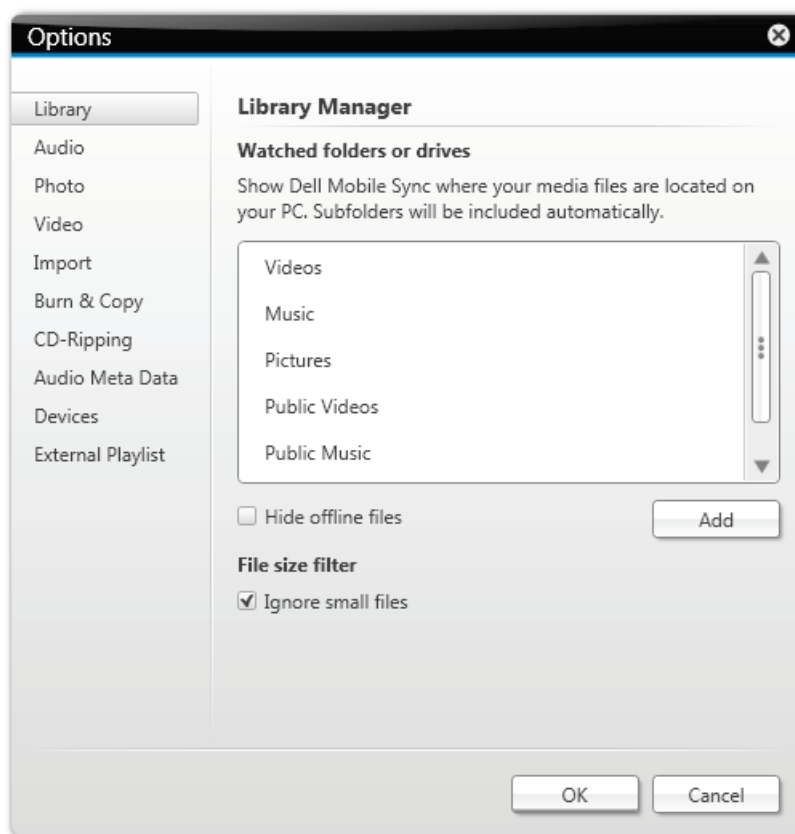 Options
Library
Audio
Photo
Video
Import
Burn & Copy
CD-Ripping
Audio Meta Data
Devices
External Playlist
Library Manager
Watched folders or drives
Show Dell Mobile Sync where your media files are located on
your PC. Subfolders will be included automatically.
Videos
Music
Pictures
Public Videos
Public Music
Hide offline files
Add
File size filter
Ignore small files
OK
Cancel